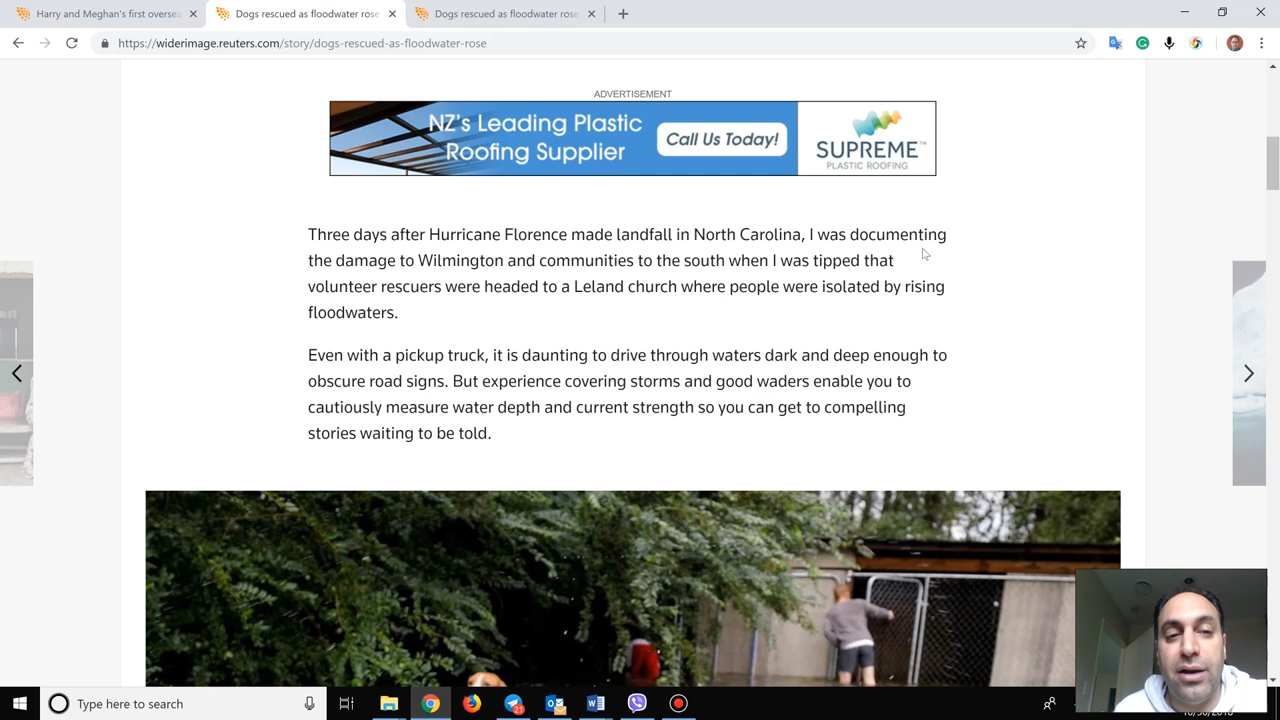 Harry and Meghan's first oversea
Dogs rescued as floodwater rose
Dogs rescued as floodwater rose
https://widerimage.reuters.com/story/dogs-rescued-as-floodwater-rose
ADVERTISEMENT
NZ's Leading Plastic
Roofing Supplier
Call Us Today!
SUPREME™
PLASTIC ROOFING
Three days after Hurricane Florence made landfall in North Carolina, I was documenting
the damage to Wilmington and communities to the south when I was tipped that
volunteer rescuers were headed to a Leland church where people were isolated by rising
floodwaters.
Even with a pickup truck, it is daunting to drive through waters dark and deep enough to
obscure road signs. But experience covering storms and good waders enable you to
cautiously measure water depth and current strength so you can get to compelling
stories waiting to be told.
Type here to search
21